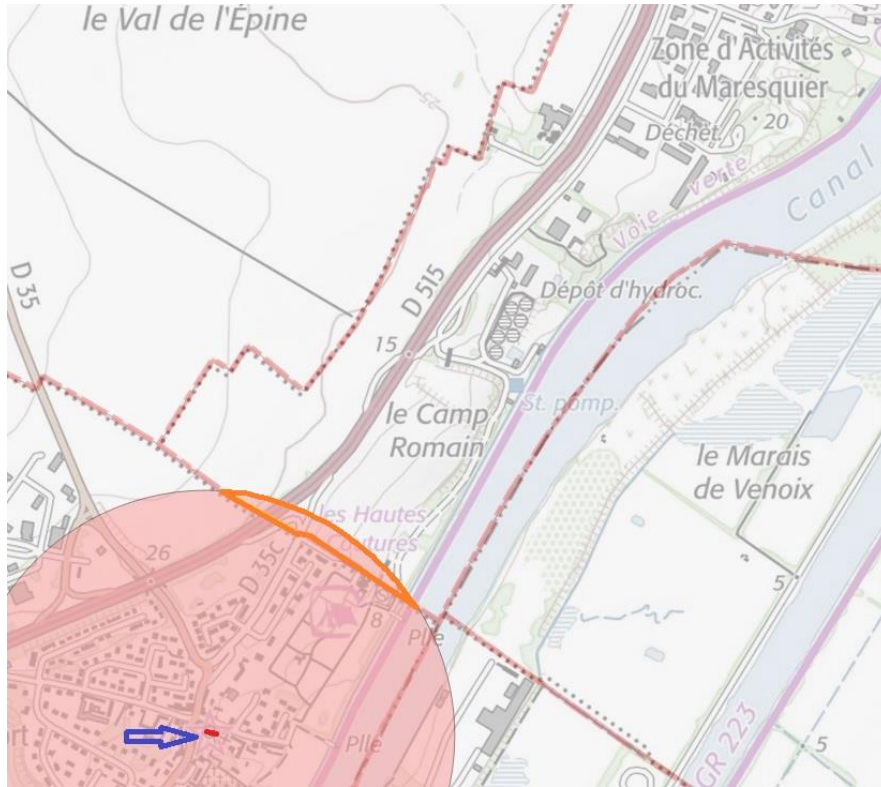 le Val de l'Épine
Zone d'Activités
du Maresquier
20
Déchet.
Voie verte
Canal
D 35
D 515
Dépôt d'hydroc.
15
St. pomp.
le Camp
Romain
le Marais
de Venoix
les Hautes
Coutures
26
D 35c
8
5
Plle
GR 223
Plle
5